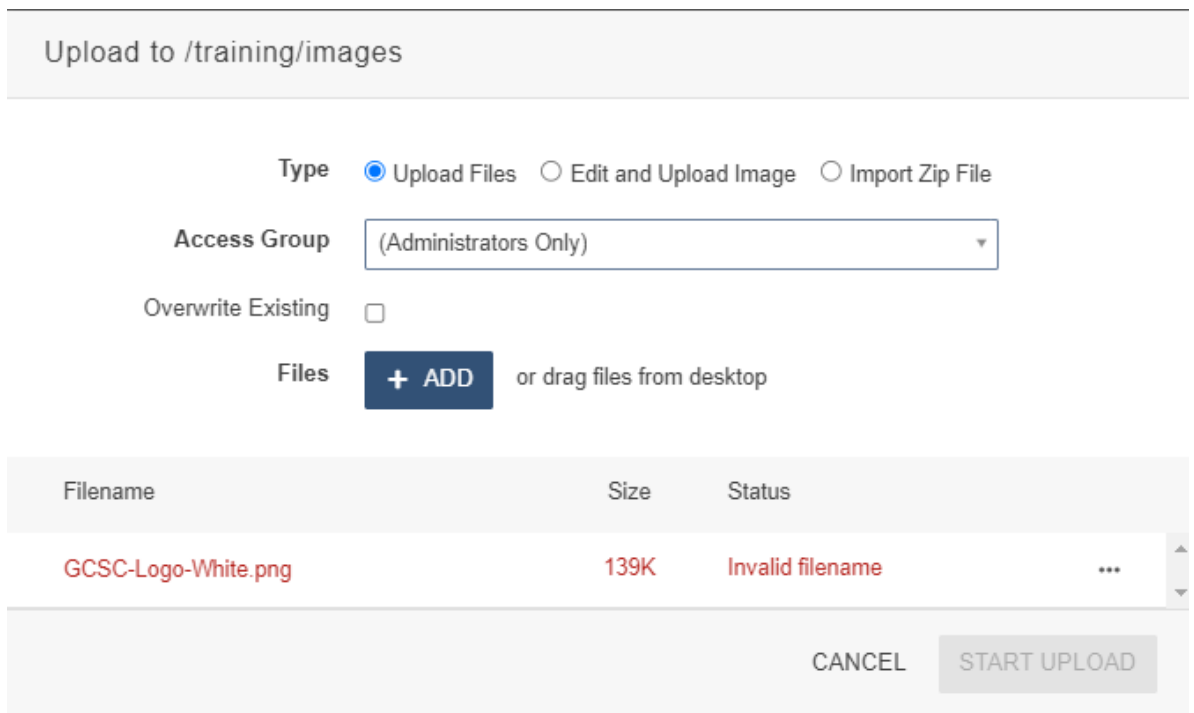 Upload to /training/images
Type Upload Files Edit and Upload Image Import Zip File
Access Group (Administrators Only)
Overwrite Existing
Files + ADD or drag files from desktop
Filename Size Status
GCSC-Logo-White.png 139K Invalid filename ...
CANCEL START UPLOAD